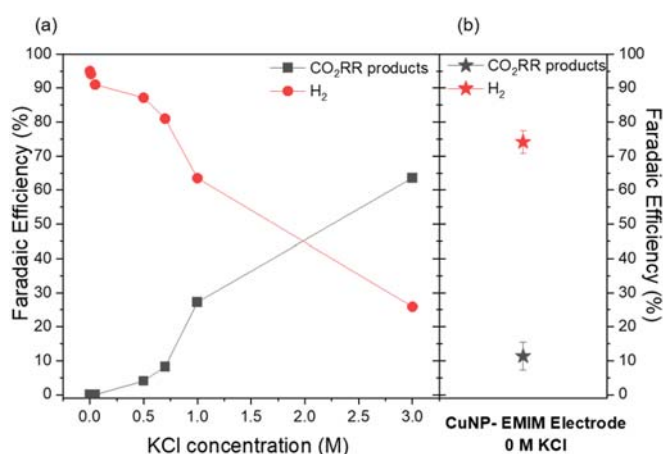 (a)
(b)
CO₂RR products
H₂
CO₂RR products
H₂
Faradaic Efficiency (%)
100
90
80
70
60
50
40
30
20
10
0
0.0 0.5 1.0 1.5 2.0 2.5 3.0
KCl concentration (M)
100
90
80
70
60
50
40
30
20
10
0
Faradaic Efficiency (%)
CuNP- EMIM Electrode
0 M KCl